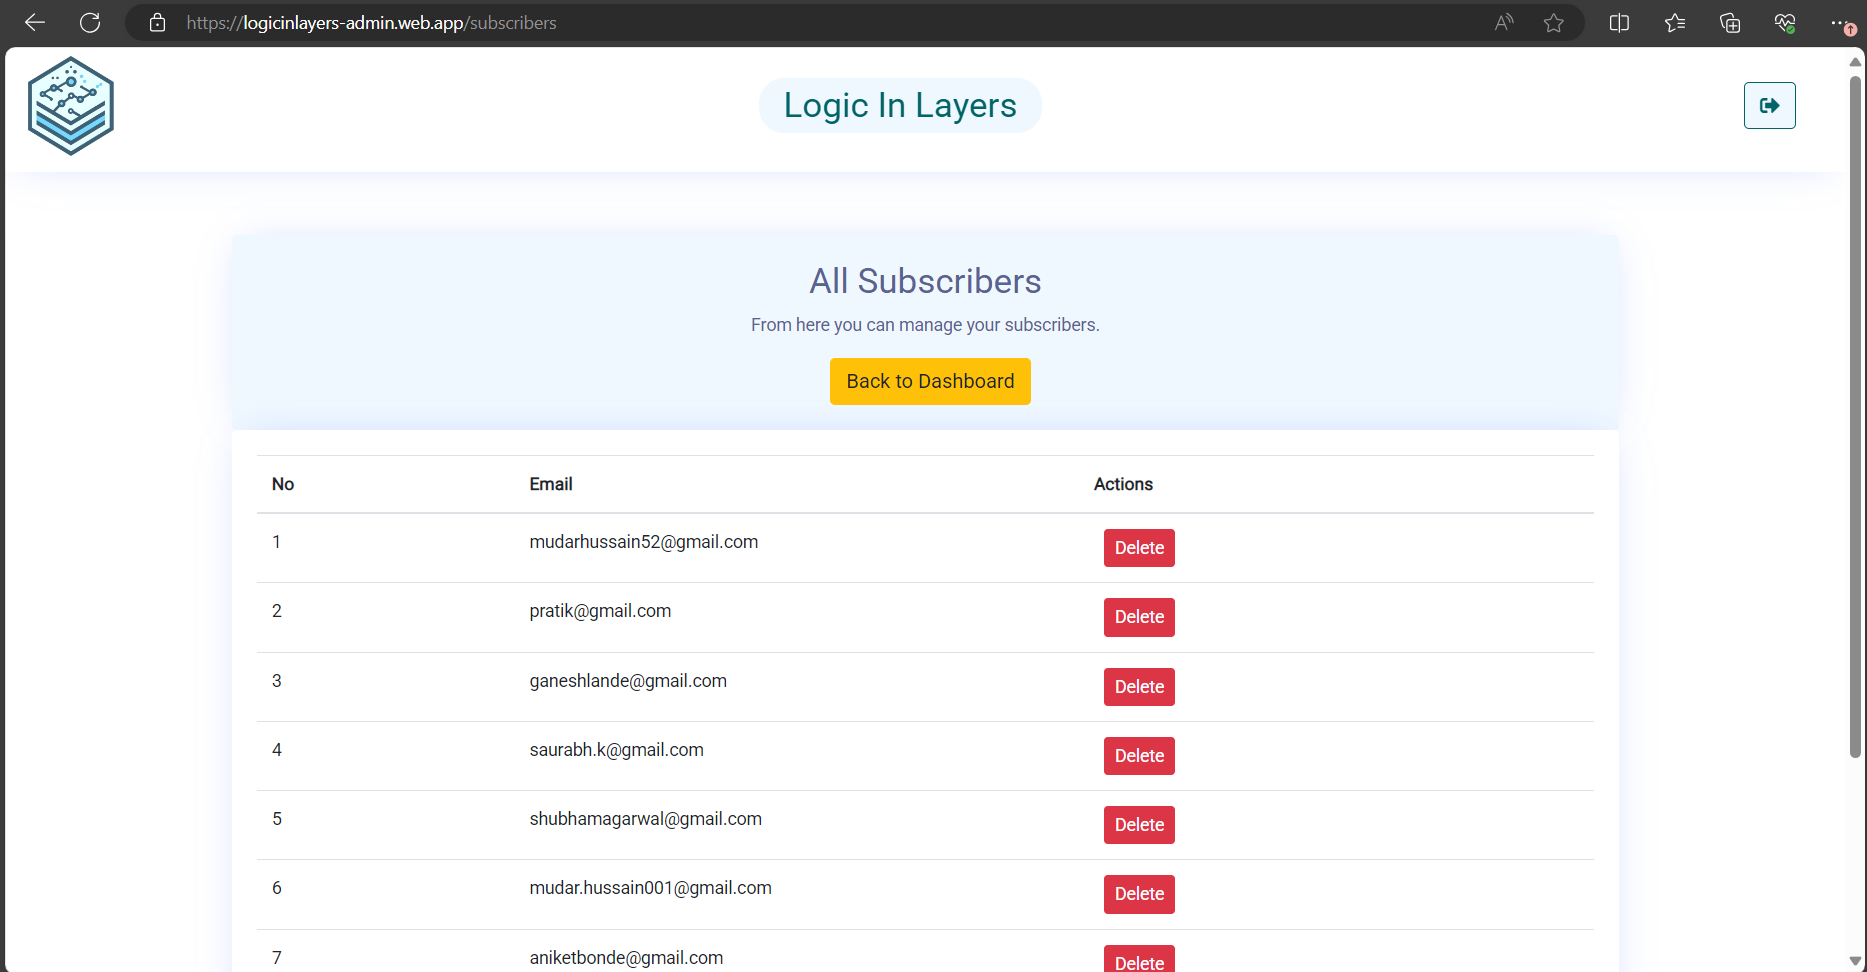 https://logicinlayers-admin.web.app/subscribers
Logic In Layers
All Subscribers
From here you can manage your subscribers.
Back to Dashboard
No Email Actions
1 mudarhussain52@gmail.com Delete
2 pratik@gmail.com Delete
3 ganeshlande@gmail.com Delete
4 saurabh.k@gmail.com Delete
5 shubhamagarwal@gmail.com Delete
6 mudar.hussain001@gmail.com Delete
7 aniketbonde@gmail.com Delete